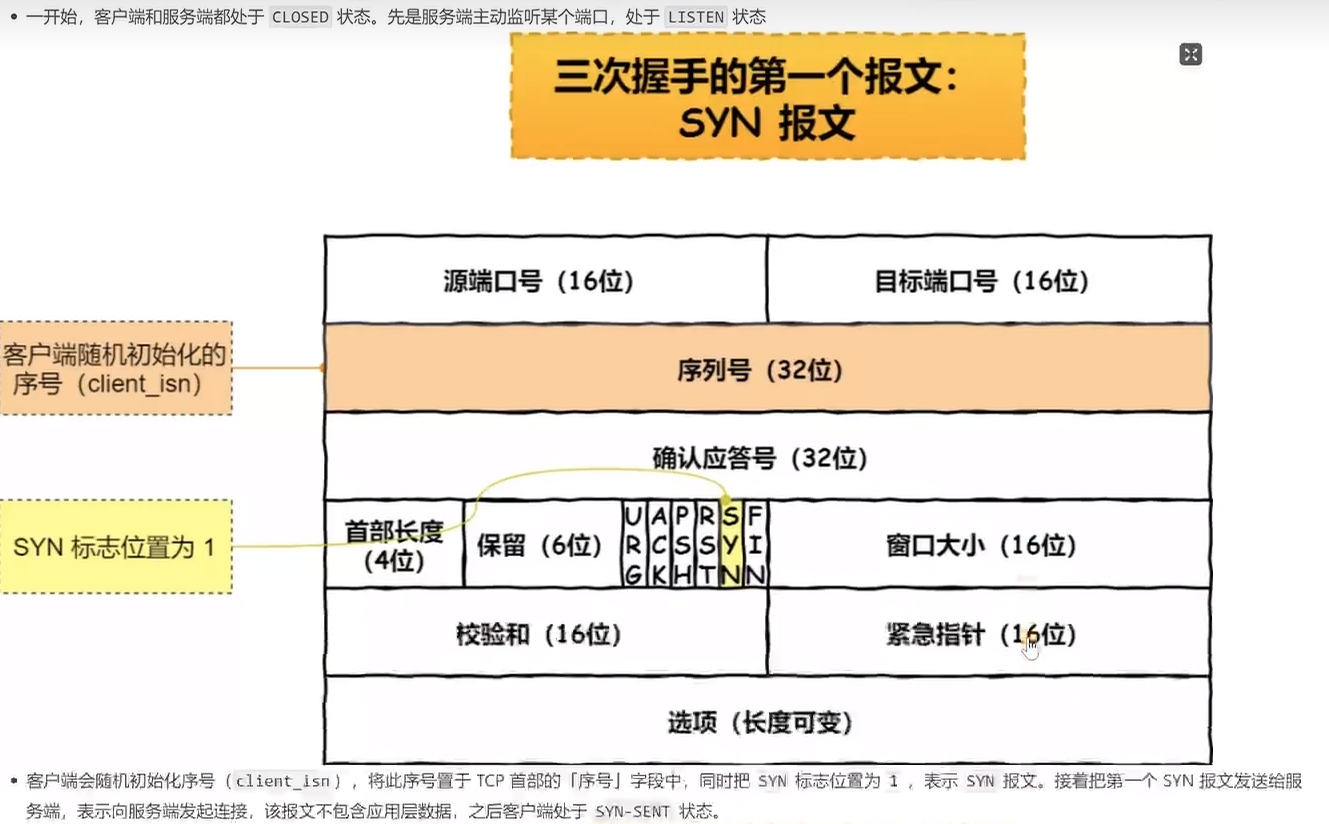 一开始，客户端和服务端都处于 CLOSED 状态。先是服务端主动监听某个端口，处于 LISTEN 状态
三次握手的第一个报文：
SYN 报文
源端口号（16位）
目标端口号（16位）
客户端随机初始化的
序号（client_isn）
序列号（32位）
确认应答号（32位）
SYN 标志位置为 1
首部长度
（4位）
保留（6位）
URG
ACK
PSH
RST
SYN
FIN
窗口大小（16位）
校验和（16位）
紧急指针（16位）
选项（长度可变）
客户端会随机初始化序号（client_isn），将此序号置于 TCP 首部的「序号」字段中，同时把 SYN 标志位置为 1 ，表示 SYN 报文。接着把第一个 SYN 报文发送给服
务端，表示向服务端发起连接，该报文不包含应用层数据，之后客户端处于 SYN-SENT 状态。